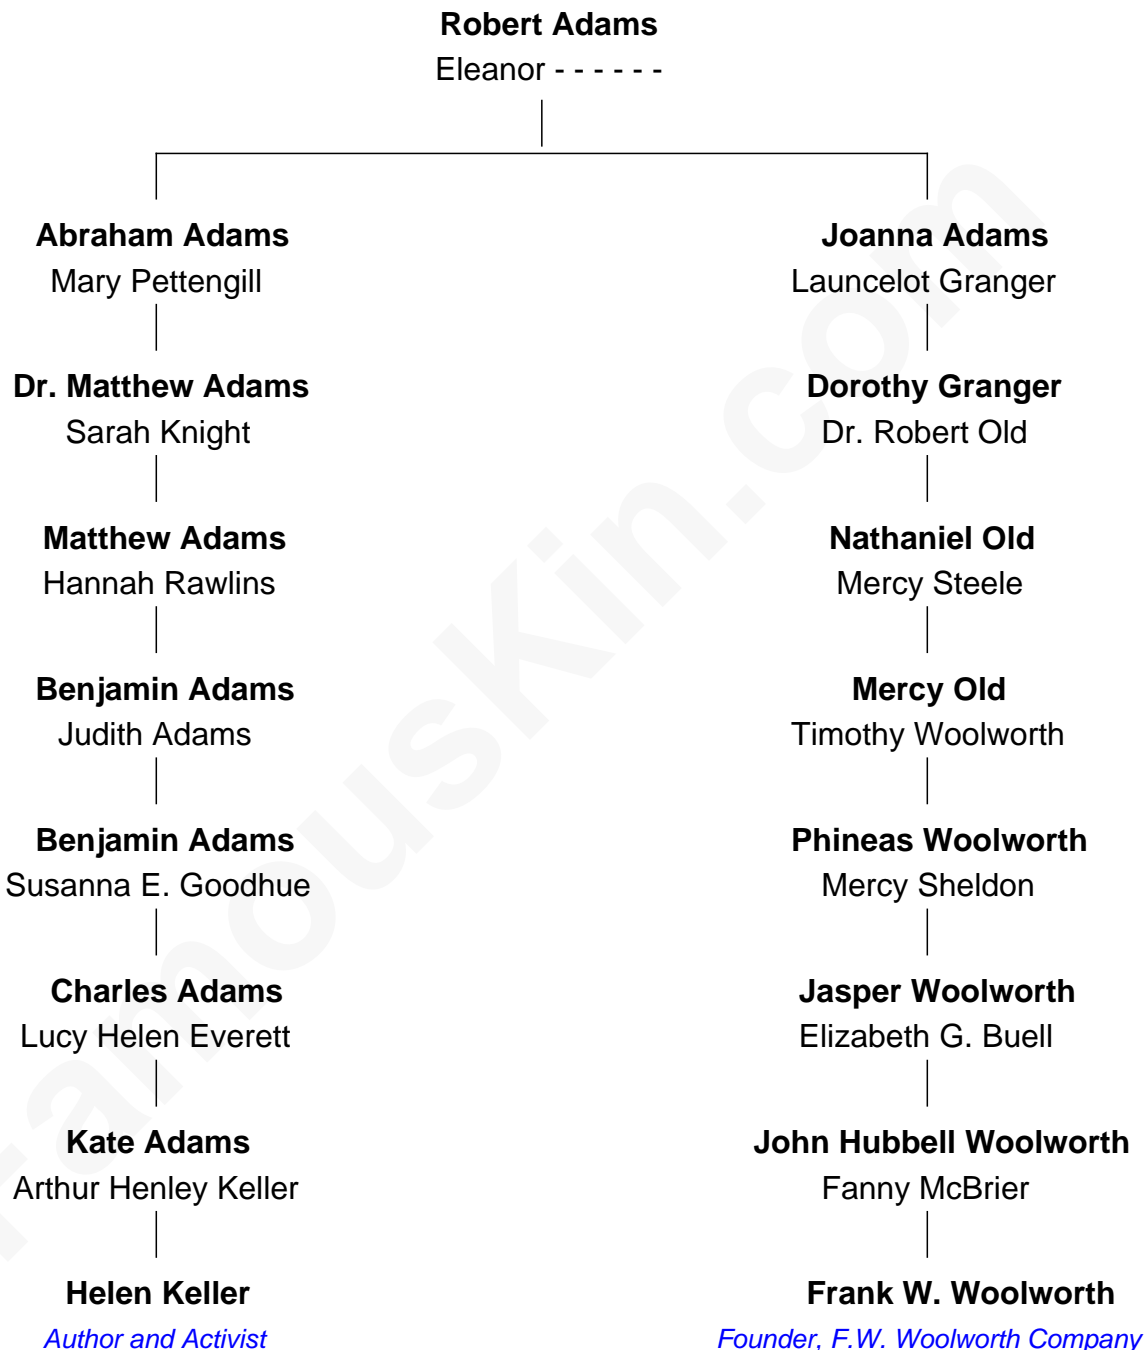 Robert Adams
Eleanor - - - - - -
Abraham Adams
Mary Pettengill
Joanna Adams
Launcelot Granger
Dr. Matthew Adams
Sarah Knight
Dorothy Granger
Dr. Robert Old
Matthew Adams
Hannah Rawlins
Nathaniel Old
Mercy Steele
Benjamin Adams
Judith Adams
Mercy Old
Timothy Woolworth
Benjamin Adams
Susanna E. Goodhue
Phineas Woolworth
Mercy Sheldon
Charles Adams
Lucy Helen Everett
Jasper Woolworth
Elizabeth G. Buell
Kate Adams
Arthur Henley Keller
John Hubbell Woolworth
Fanny McBrier
Helen Keller
Author and Activist
Frank W. Woolworth
Founder, F.W. Woolworth Company
FamousKin.com